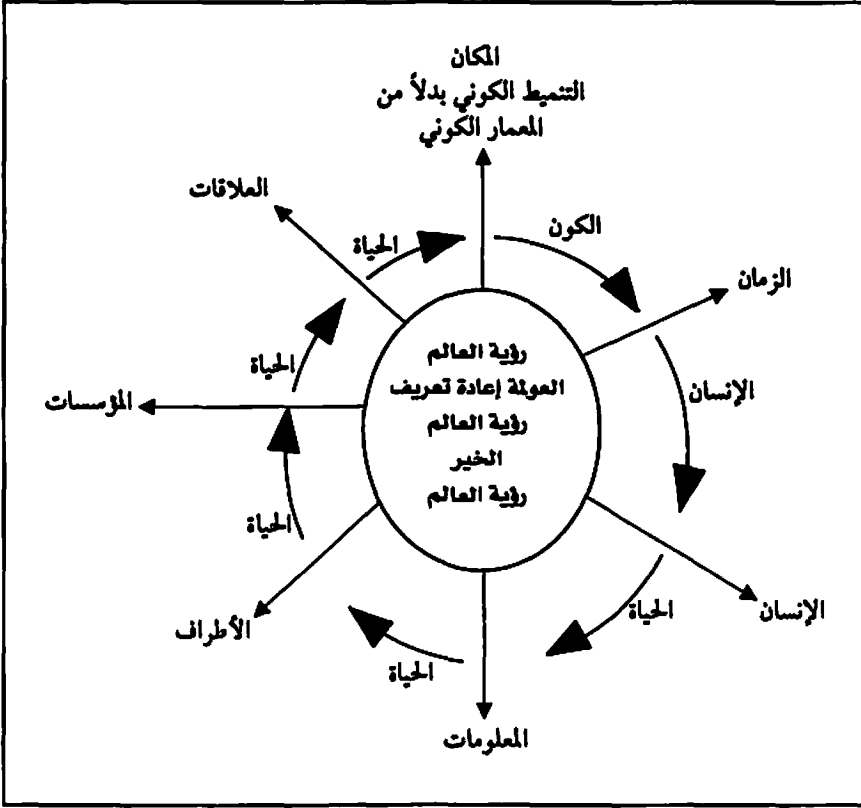 المكان
التنميط الكوني بدلاً من
المعمار الكوني
العلاقات
الحياة
الكون
الزمان
رؤية العالم
العولمة إعادة تعريف
رؤية العالم
الخير
رؤية العالم
الحياة
الإنسان
المؤسسات
الحياة
الحياة
الإنسان
الأطراف
الحياة
المعلومات